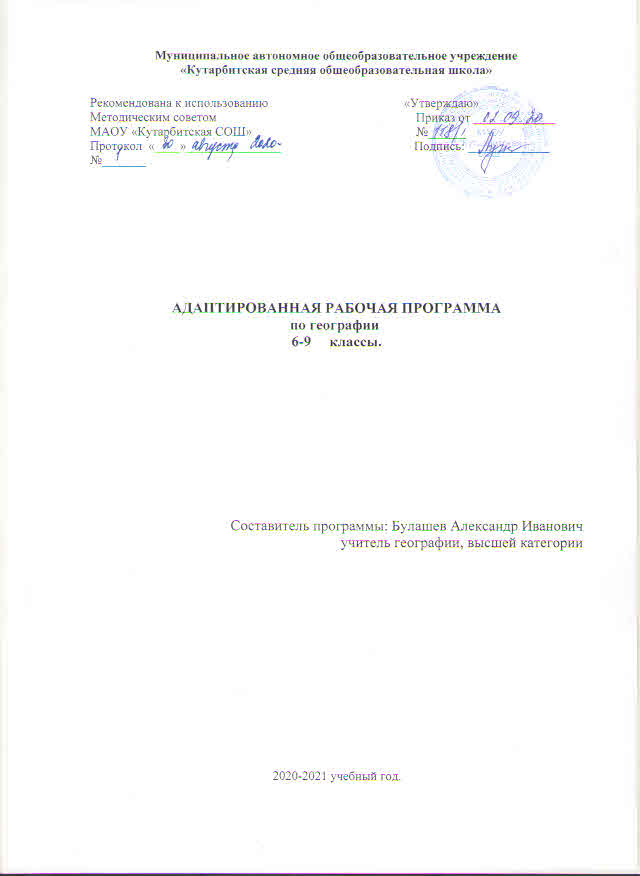 Муниципальное автономное общеобразовательное учреждение
«Кутарбитская средняя общеобразовательная школа»
Рекомендована к использованию «Утверждаю»
Методическим советом Приказ от 02.09.20
МАОУ «Кутарбитская СОШ» №
Протокол « 20 » августа 2020 Подпись:
№ 1
АДАПТИРОВАННАЯ РАБОЧАЯ ПРОГРАММА
по географии
6-9 классы.
Составитель программы: Булашев Александр Иванович
учитель географии, высшей категории
2020-2021 учебный год.